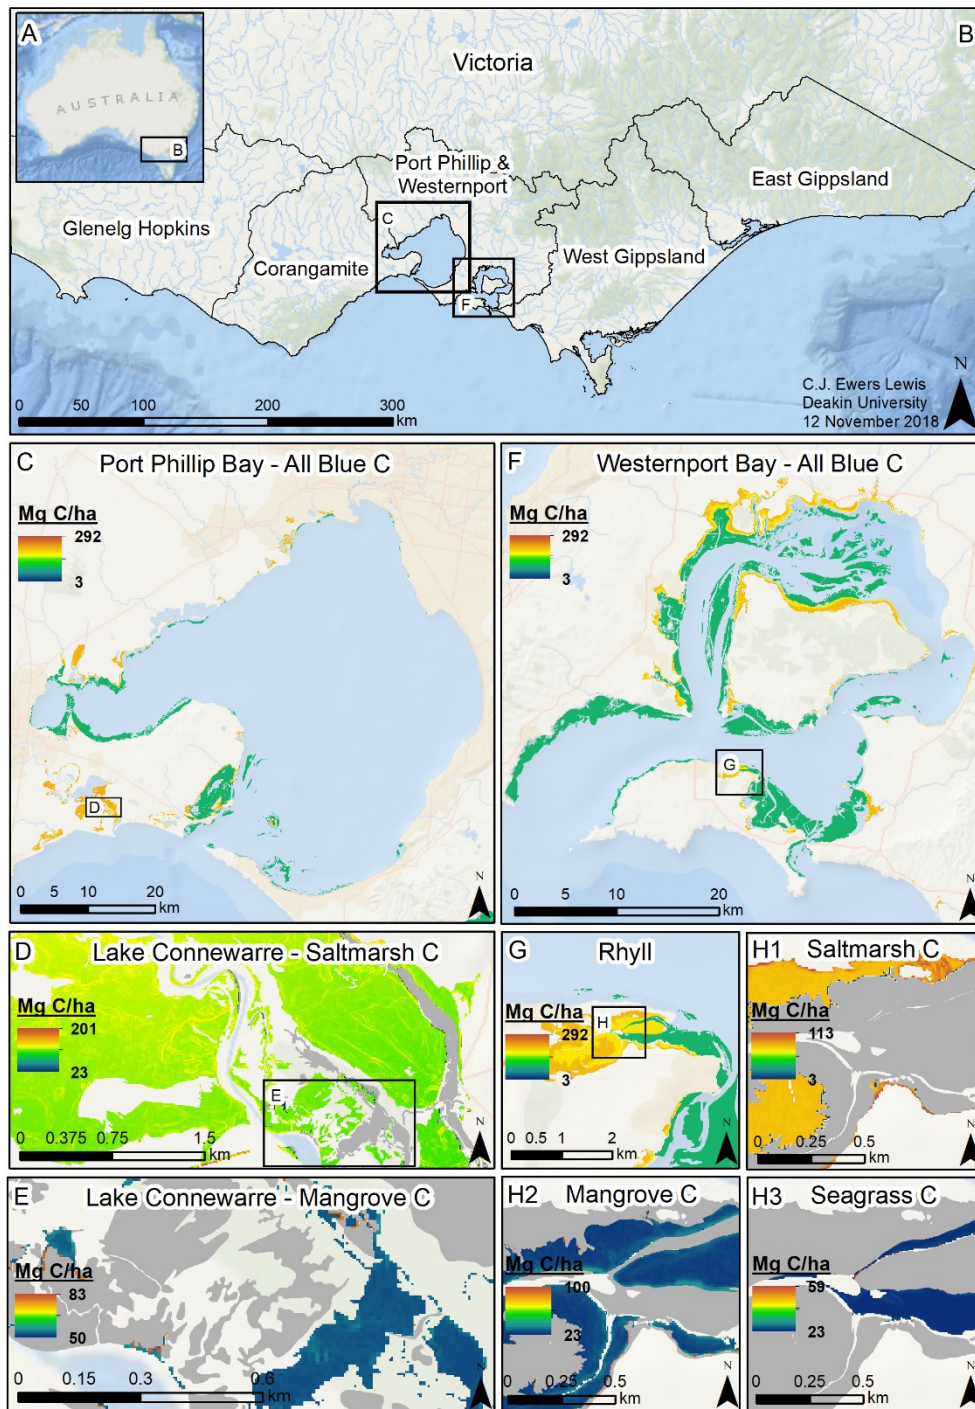 A
B
Victoria
AUSTRALIA
B
Port Phillip &
Westernport
East Gippsland
Glenelg Hopkins
C
Corangamite
West Gippsland
F
N
C.J. Ewers Lewis
Deakin University
12 November 2018
0 50 100 200 300
km
C Port Phillip Bay - All Blue C
Mg C/ha
292
3
D
N
0 5 10 20
km
F Westernport Bay - All Blue C
Mg C/ha
292
3
G
N
0 5 10 20
km
D Lake Connewarre - Saltmarsh C
Mg C/ha
201
23
E
N
0 0.375 0.75 1.5
km
G Rhyll
Mg C/ha
292
3
H
N
0 0.5 1 2
km
H1 Saltmarsh C
Mg C/ha
113
3
N
0 0.25 0.5
km
E Lake Connewarre - Mangrove C
Mg C/ha
83
50
N
0 0.15 0.3 0.6
km
H2 Mangrove C
Mg C/ha
100
23
N
0 0.25 0.5
km
H3 Seagrass C
Mg C/ha
59
23
N
0 0.25 0.5
km